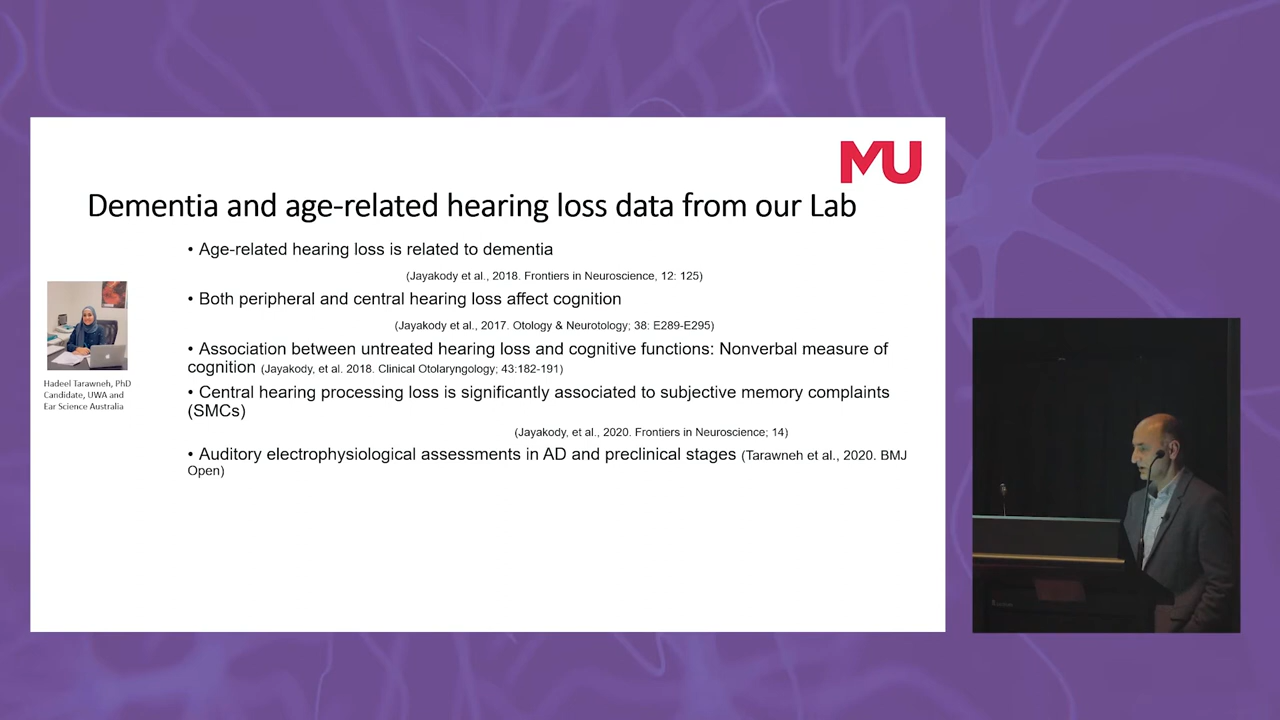 MU
Dementia and age-related hearing loss data from our Lab
• Age-related hearing loss is related to dementia
(Jayakody et al., 2018. Frontiers in Neuroscience, 12: 125)
• Both peripheral and central hearing loss affect cognition
(Jayakody et al., 2017. Otology & Neurotology; 38: E289-E295)
• Association between untreated hearing loss and cognitive functions: Nonverbal measure of
cognition (Jayakody, et al. 2018. Clinical Otolaryngology; 43:182-191)
• Central hearing processing loss is significantly associated to subjective memory complaints
(SMCs)
(Jayakody, et al., 2020. Frontiers in Neuroscience; 14)
• Auditory electrophysiological assessments in AD and preclinical stages (Tarawneh et al., 2020. BMJ
Open)
Hadeel Tarawneh, PhD
Candidate, UWA and
Ear Science Australia